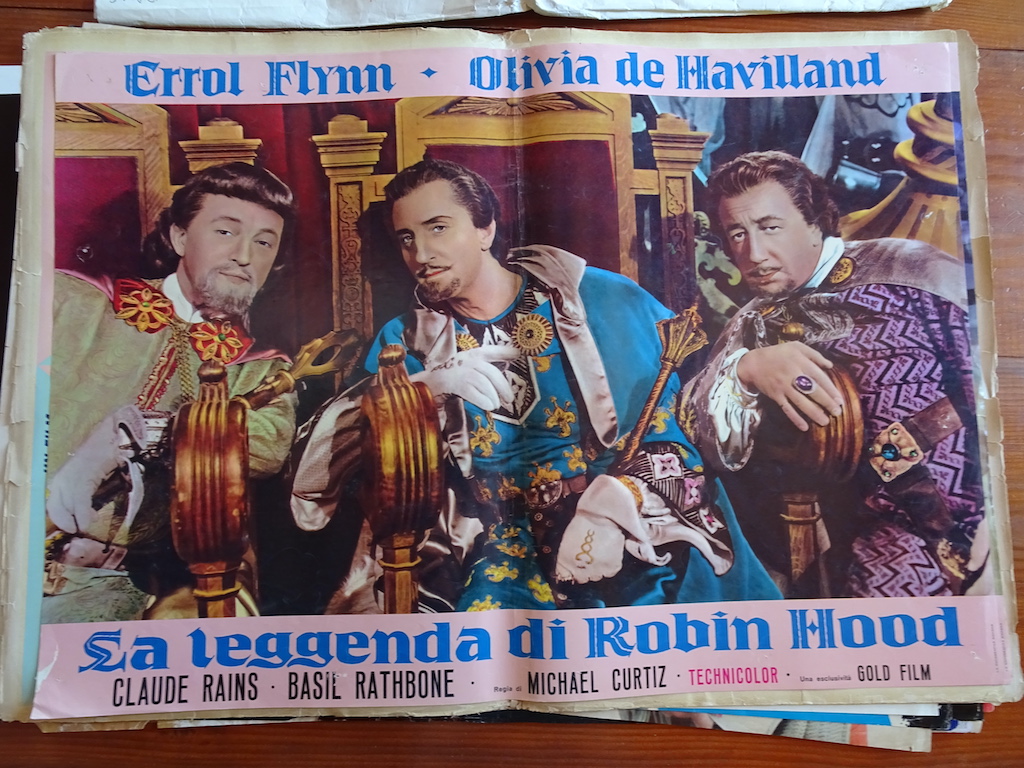 Errol Flynn · Olivia de Havilland
La leggenda di Robin Hood
CLAUDE RAINS · BASIL RATHBONE · Regia di MICHAEL CURTIZ · TECHNICOLOR · Una esclusività GOLD FILM